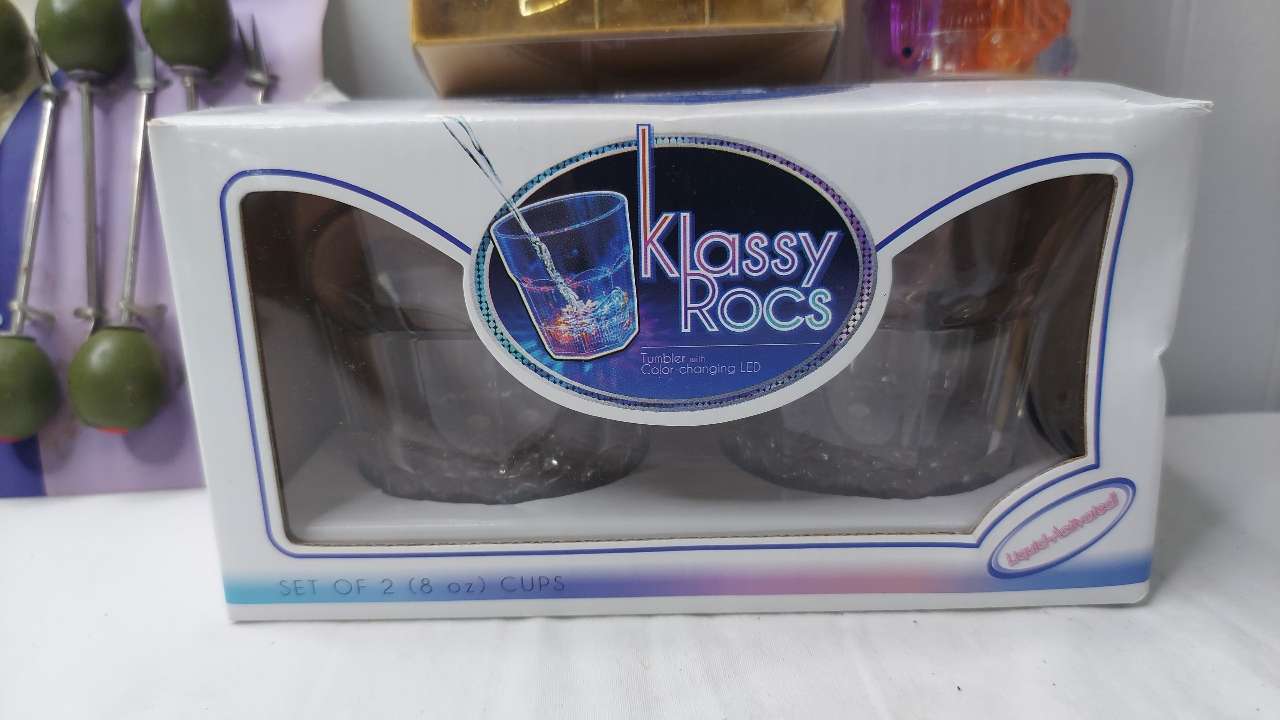 Klassy
Rocs
Tumbler with
Color-changing LED
Liquid-Activated!
SET OF 2 (8 oz) CUPS